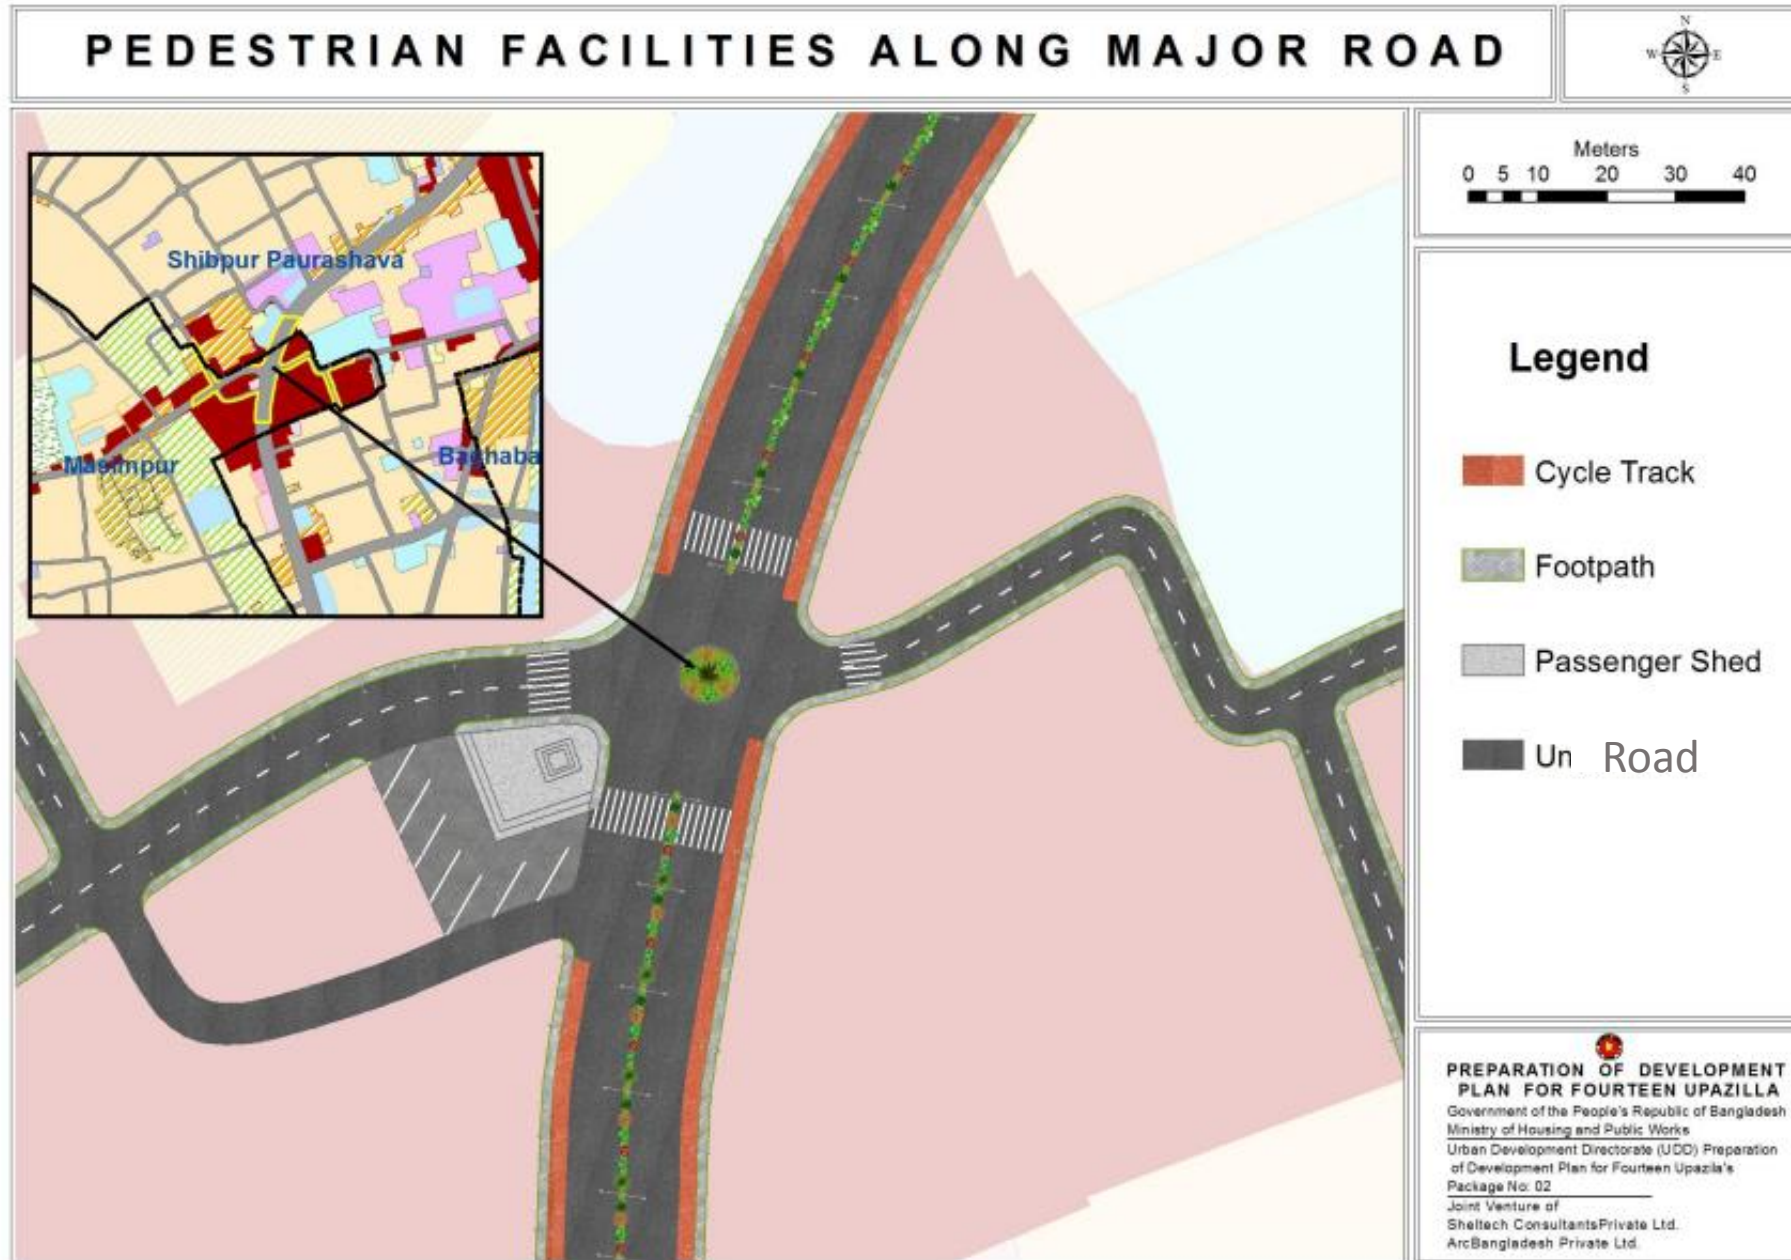 PEDESTRIAN FACILITIES ALONG MAJOR ROAD
N
W E
S
Meters
0 5 10 20 30 40
Shibpur Paurashava
Masimpur
Baghaba
Legend
Cycle Track
Footpath
Passenger Shed
Un Road
PREPARATION OF DEVELOPMENT
PLAN FOR FOURTEEN UPAZILLA
Government of the People's Republic of Bangladesh
Ministry of Housing and Public Works
Urban Development Directorate (UDD) Preparation
of Development Plan for Fourteen Upazila's
Package No: 02
Joint Venture of
Sheltech ConsultantsPrivate Ltd.
ArcBangladesh Private Ltd.